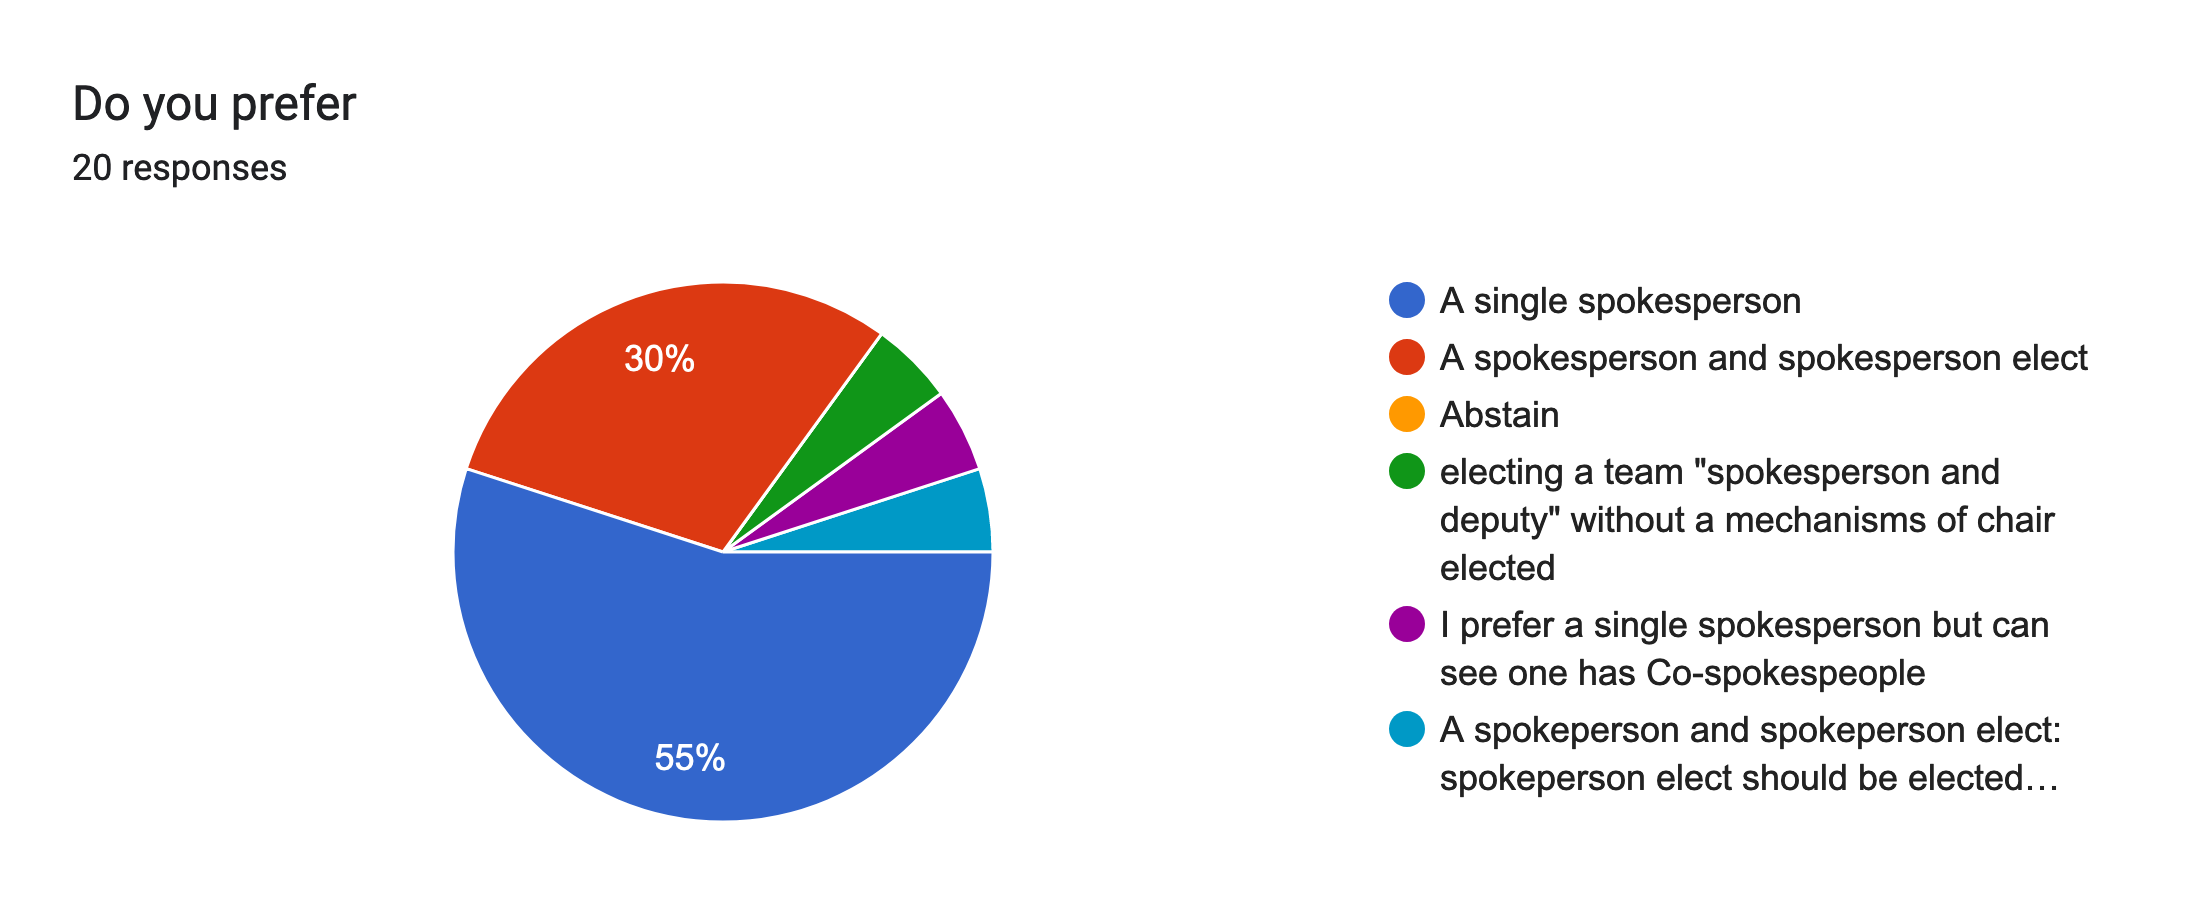 Do you prefer
20 responses
30%
55%
A single spokesperson
A spokesperson and spokesperson elect
Abstain
electing a team "spokesperson and
deputy" without a mechanisms of chair
elected
I prefer a single spokesperson but can
see one has Co-spokespeople
A spokeperson and spokeperson elect:
spokeperson elect should be elected…